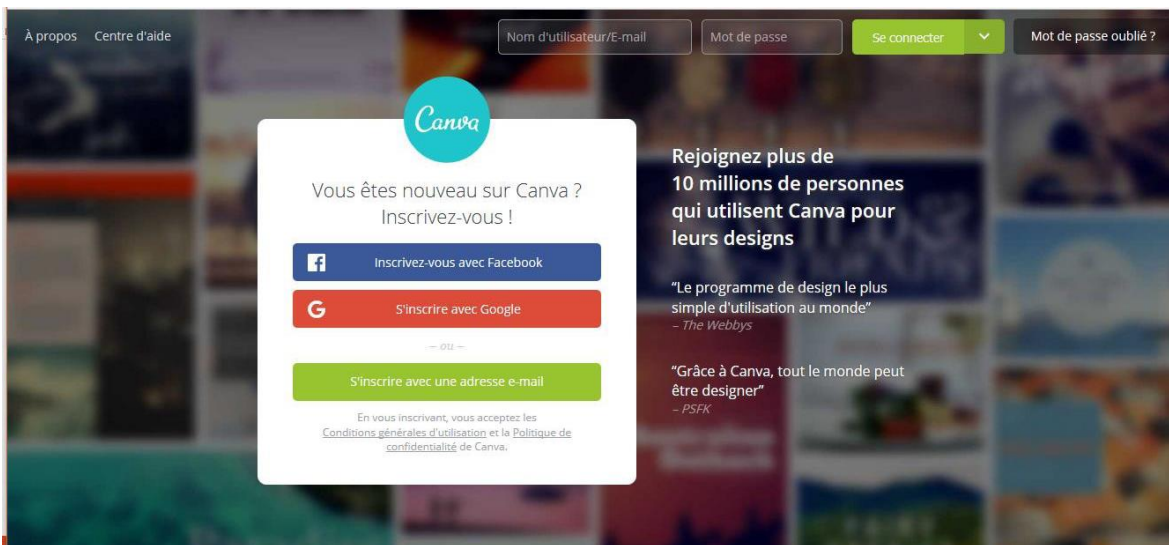 À propos Centre d'aide
Nom d'utilisateur/E-mail Mot de passe Se connecter Mot de passe oublié ?
Canva
Vous êtes nouveau sur Canva ?
Inscrivez-vous !
Inscrivez-vous avec Facebook
S'inscrire avec Google
– ou –
S'inscrire avec une adresse e-mail
En vous inscrivant, vous acceptez les
Conditions générales d'utilisation et la Politique de
confidentialité de Canva.
Rejoignez plus de
10 millions de personnes
qui utilisent Canva pour
leurs designs
“Le programme de design le plus
simple d'utilisation au monde”
– The Webbys
“Grâce à Canva, tout le monde peut
être designer”
– PSFK